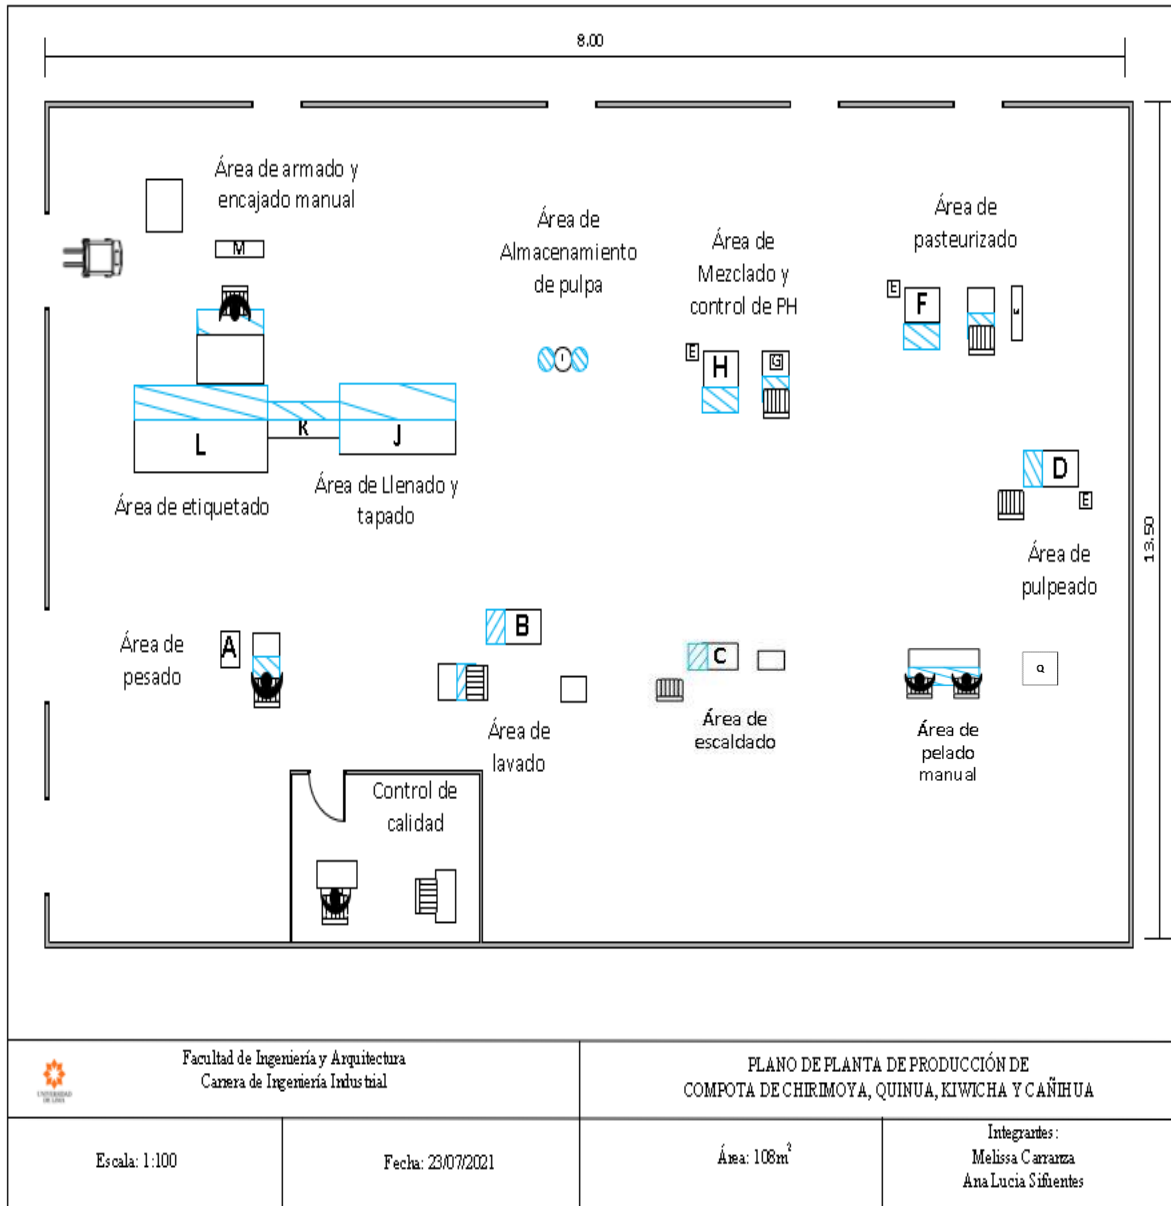 8.00
Área de armado y
encajado manual
M
Área de
Almacenamiento
de pulpa
I
Área de
Mezclado y
control de PH
E
H
G
Área de
pasteurizado
E
F
L
K
J
Área de etiquetado
Área de Llenado y
tapado
D
E
Área de
pulpeado
13.50
Área de
pesado
A
B
Área de
lavado
C
Área de
escaldado
Q
Área de
pelado
manual
Control de
calidad
UNIVERSIDAD
DE LIMA
Facultad de Ingeniería y Arquitectura
Carrera de Ingeniería Industrial
PLANO DE PLANTA DE PRODUCCIÓN DE
COMPOTA DE CHIRIMOYA, QUINUA, KIWICHA Y CAÑIHUA
Escala: 1:100
Fecha: 23/07/2021
Área: 108m²
Integrantes:
Melissa Carranza
Ana Lucia Sifuentes